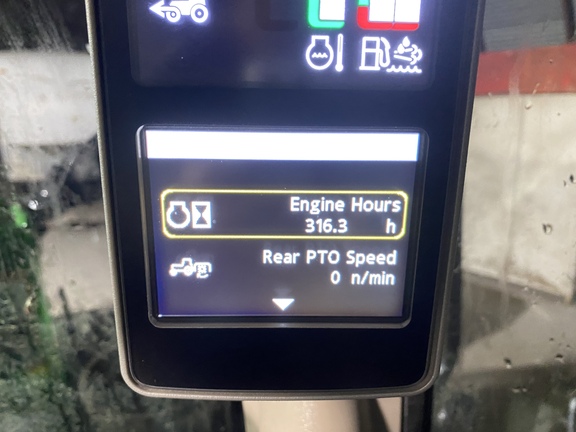 Engine Hours
316.3 h
Rear PTO Speed
0 n/min